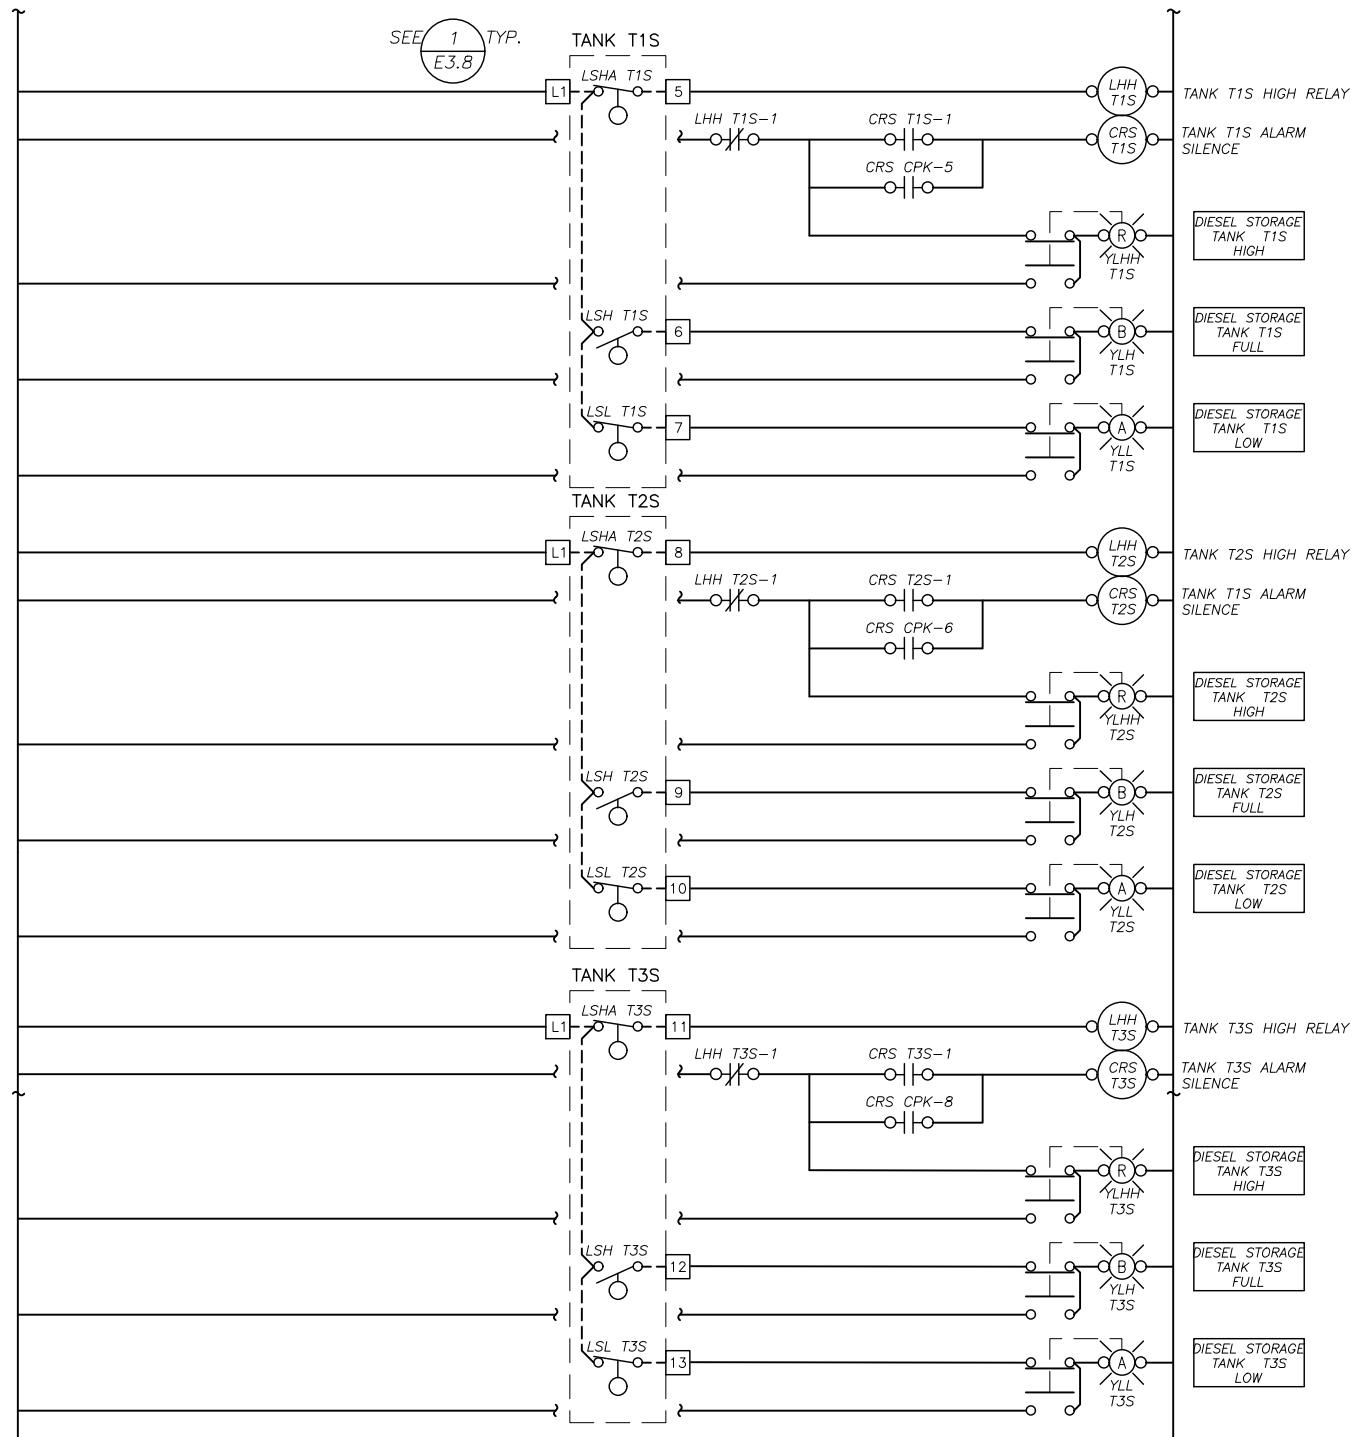 SEE 1 TYP.
E3.8
TANK T1S
LSHA T1S
L1
5
LHH
T1S
TANK T1S HIGH RELAY
LHH T1S-1
CRS T1S-1
CRS
T1S
TANK T1S ALARM
SILENCE
CRS CPK-5
R
YLHH
T1S
DIESEL STORAGE
TANK T1S
HIGH
LSH T1S
6
B
YLH
T1S
DIESEL STORAGE
TANK T1S
FULL
LSL T1S
7
A
YLL
T1S
DIESEL STORAGE
TANK T1S
LOW
TANK T2S
LSHA T2S
L1
8
LHH
T2S
TANK T2S HIGH RELAY
LHH T2S-1
CRS T2S-1
CRS
T2S
TANK T1S ALARM
SILENCE
CRS CPK-6
R
YLHH
T2S
DIESEL STORAGE
TANK T2S
HIGH
LSH T2S
9
B
YLH
T2S
DIESEL STORAGE
TANK T2S
FULL
LSL T2S
10
A
YLL
T2S
DIESEL STORAGE
TANK T2S
LOW
TANK T3S
LSHA T3S
L1
11
LHH
T3S
TANK T3S HIGH RELAY
LHH T3S-1
CRS T3S-1
CRS
T3S
TANK T3S ALARM
SILENCE
CRS CPK-8
R
YLHH
T3S
DIESEL STORAGE
TANK T3S
HIGH
LSH T3S
12
B
YLH
T3S
DIESEL STORAGE
TANK T3S
FULL
LSL T3S
13
A
YLL
T3S
DIESEL STORAGE
TANK T3S
LOW